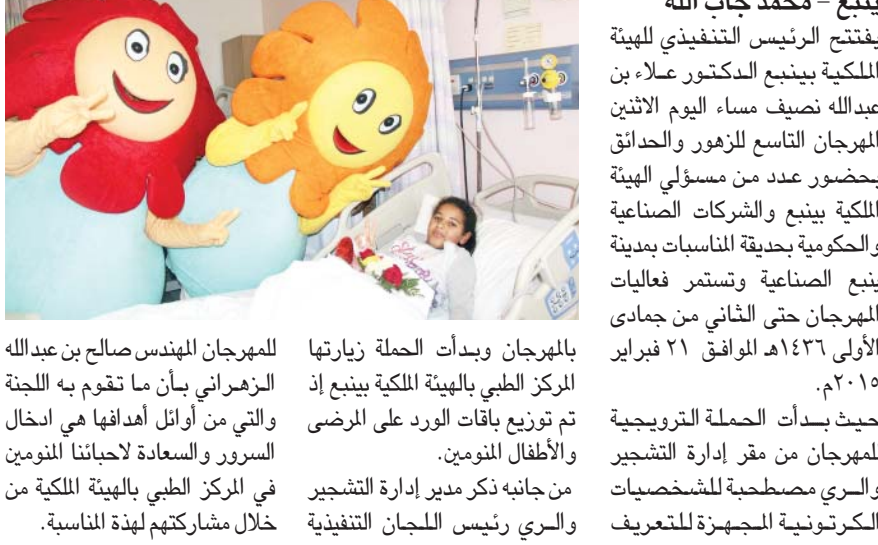 ينبع – محمد جاب الله
يفتتح الرئيس التنفيذي للهيئة
الملكية بينبع الدكتور علاء بن
عبدالله نصيف مساء اليوم الاثنين
المهرجان التاسع للزهور والحدائق
بحضور عدد من مسؤلي الهيئة
الملكية بينبع والشركات الصناعية
والحكومية بحديقة المناسبات بمدينة
ينبع الصناعية وتستمر فعاليات
المهرجان حتى الثاني من جمادى
الأولى ١٤٣٦هـ الموافق ٢١ فبراير
٢٠١٥م.
حيث بدأت الحملة الترويجية
للمهرجان من مقر إدارة التشجير
والري مصطحبة للشخصيات
الكرتونية المجهزة للتعريف
بالمهرجان وبدأت الحملة زيارتها
المركز الطبي بالهيئة الملكية بينبع إذ
تم توزيع باقات الورد على المرضى
والأطفال المنومين.
من جانبه ذكر مدير إدارة التشجير
والري رئيس اللجان التنفيذية
للمهرجان المهندس صالح بن عبدالله
الزهراني بأن ما تقوم به اللجنة
والتي من أوائل أهدافها هي ادخال
السرور والسعادة لاحبائنا المنومين
في المركز الطبي بالهيئة الملكية من
خلال مشاركتهم لهذة المناسبة.